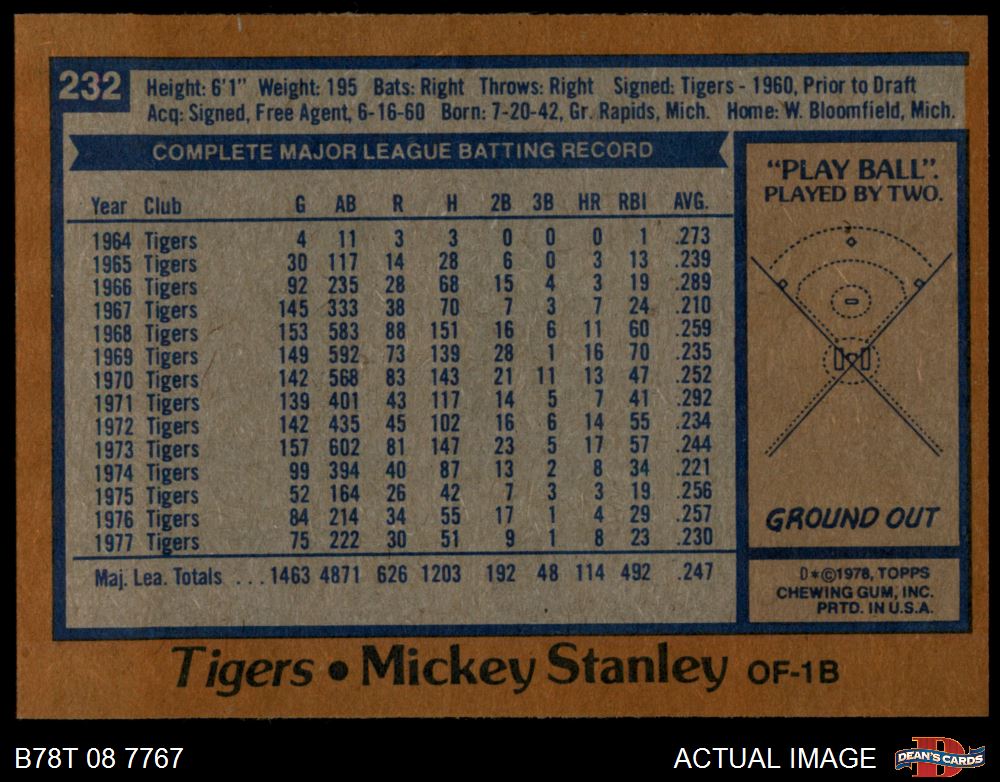 232
Height: 6'1" Weight: 195 Bats: Right Throws: Right Signed: Tigers - 1960, Prior to Draft
Acq: Signed, Free Agent, 6-16-60 Born: 7-20-42, Gr. Rapids, Mich. Home: W. Bloomfield, Mich.
COMPLETE MAJOR LEAGUE BATTING RECORD
Year Club G AB R H 2B 3B HR RBI AVG.
1964 Tigers 4 11 3 3 0 0 0 1 .273
1965 Tigers 30 117 14 28 6 0 3 13 .239
1966 Tigers 92 235 28 68 15 4 3 19 .289
1967 Tigers 145 333 38 70 7 3 7 24 .210
1968 Tigers 153 583 88 151 16 6 11 60 .259
1969 Tigers 149 592 73 139 28 1 16 70 .235
1970 Tigers 142 568 83 143 21 11 13 47 .252
1971 Tigers 139 401 43 117 14 5 7 41 .292
1972 Tigers 142 435 45 102 16 6 14 55 .234
1973 Tigers 157 602 81 147 23 5 17 57 .244
1974 Tigers 99 394 40 87 13 2 8 34 .221
1975 Tigers 52 164 26 42 7 3 3 19 .256
1976 Tigers 84 214 34 55 17 1 4 29 .257
1977 Tigers 75 222 30 51 9 1 8 23 .230
Maj. Lea. Totals ... 1463 4871 626 1203 192 48 114 492 .247
"PLAY BALL".
PLAYED BY TWO.
GROUND OUT
D*©1978, TOPPS
CHEWING GUM, INC.
PRTD. IN U.S.A.
Tigers • Mickey Stanley OF-1B
B78T 08 7767
ACTUAL IMAGE
DEAN'S CARDS